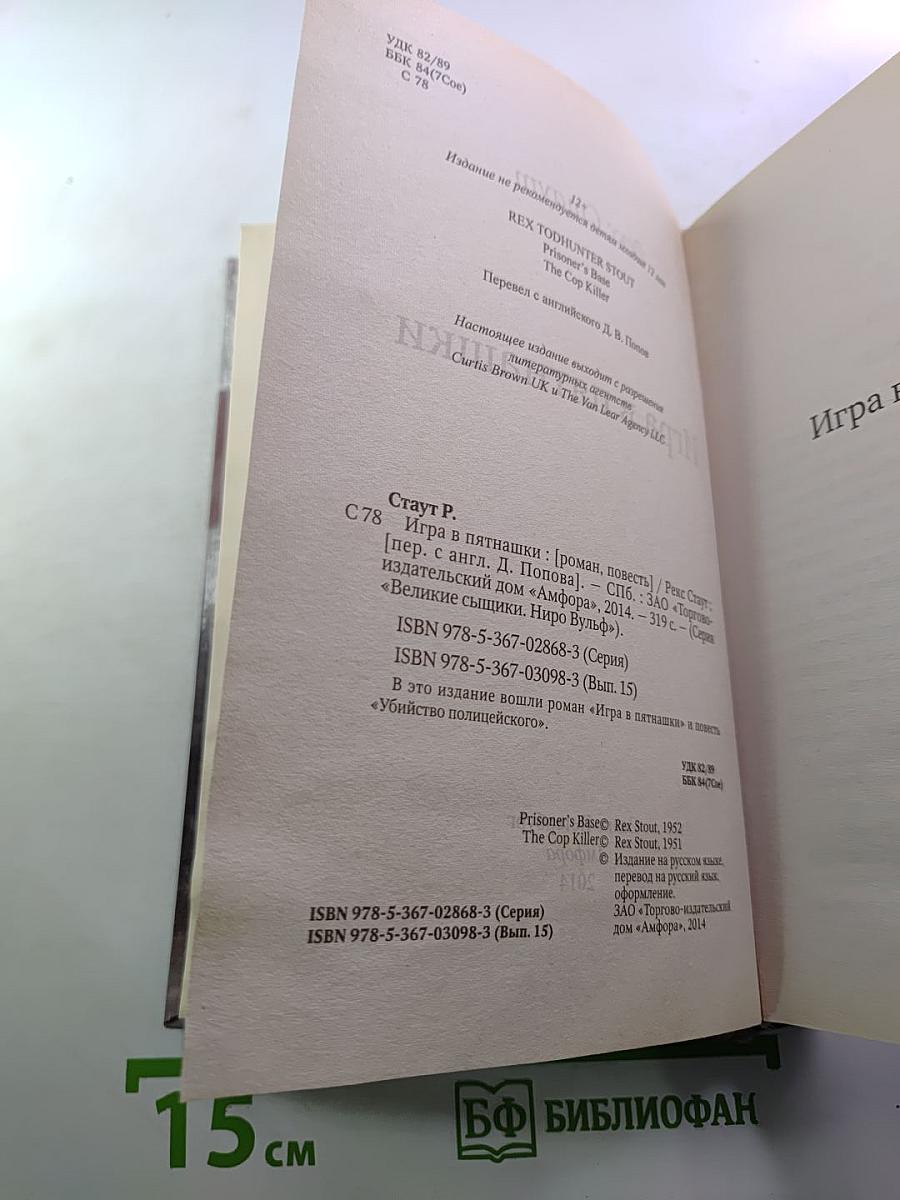 УДК 82/89
ББК 84(7Сое)
С 78
12+
Издание не рекомендуется детям младше 12 лет
REX TODHUNTER STOUT
Prisoner's Base
The Cop Killer
Перевел с английского Д. В. Попов
Настоящее издание выходит с разрешения
литературных агентств
Curtis Brown UK и The Van Lear Agency LLC
Стаут Р.
С 78 Игра в пятнашки : [роман, повесть] / Рекс Стаут ;
[пер. с англ. Д. Попова]. — СПб. : ЗАО «Торгово-
издательский дом «Амфора», 2014. — 319 с. — (Серия
«Великие сыщики. Ниро Вульф»).
ISBN 978-5-367-02868-3 (Серия)
ISBN 978-5-367-03098-3 (Вып. 15)
В это издание вошли роман «Игра в пятнашки» и повесть
«Убийство полицейского».
УДК 82/89
ББК 84(7Сое)
Prisoner's Base© Rex Stout, 1952
The Cop Killer© Rex Stout, 1951
© Издание на русском языке,
перевод на русский язык,
оформление.
ЗАО «Торгово-издательский
дом «Амфора», 2014
ISBN 978-5-367-02868-3 (Серия)
ISBN 978-5-367-03098-3 (Вып. 15)
Игра в
15 см
БФ БИБЛИОФАН